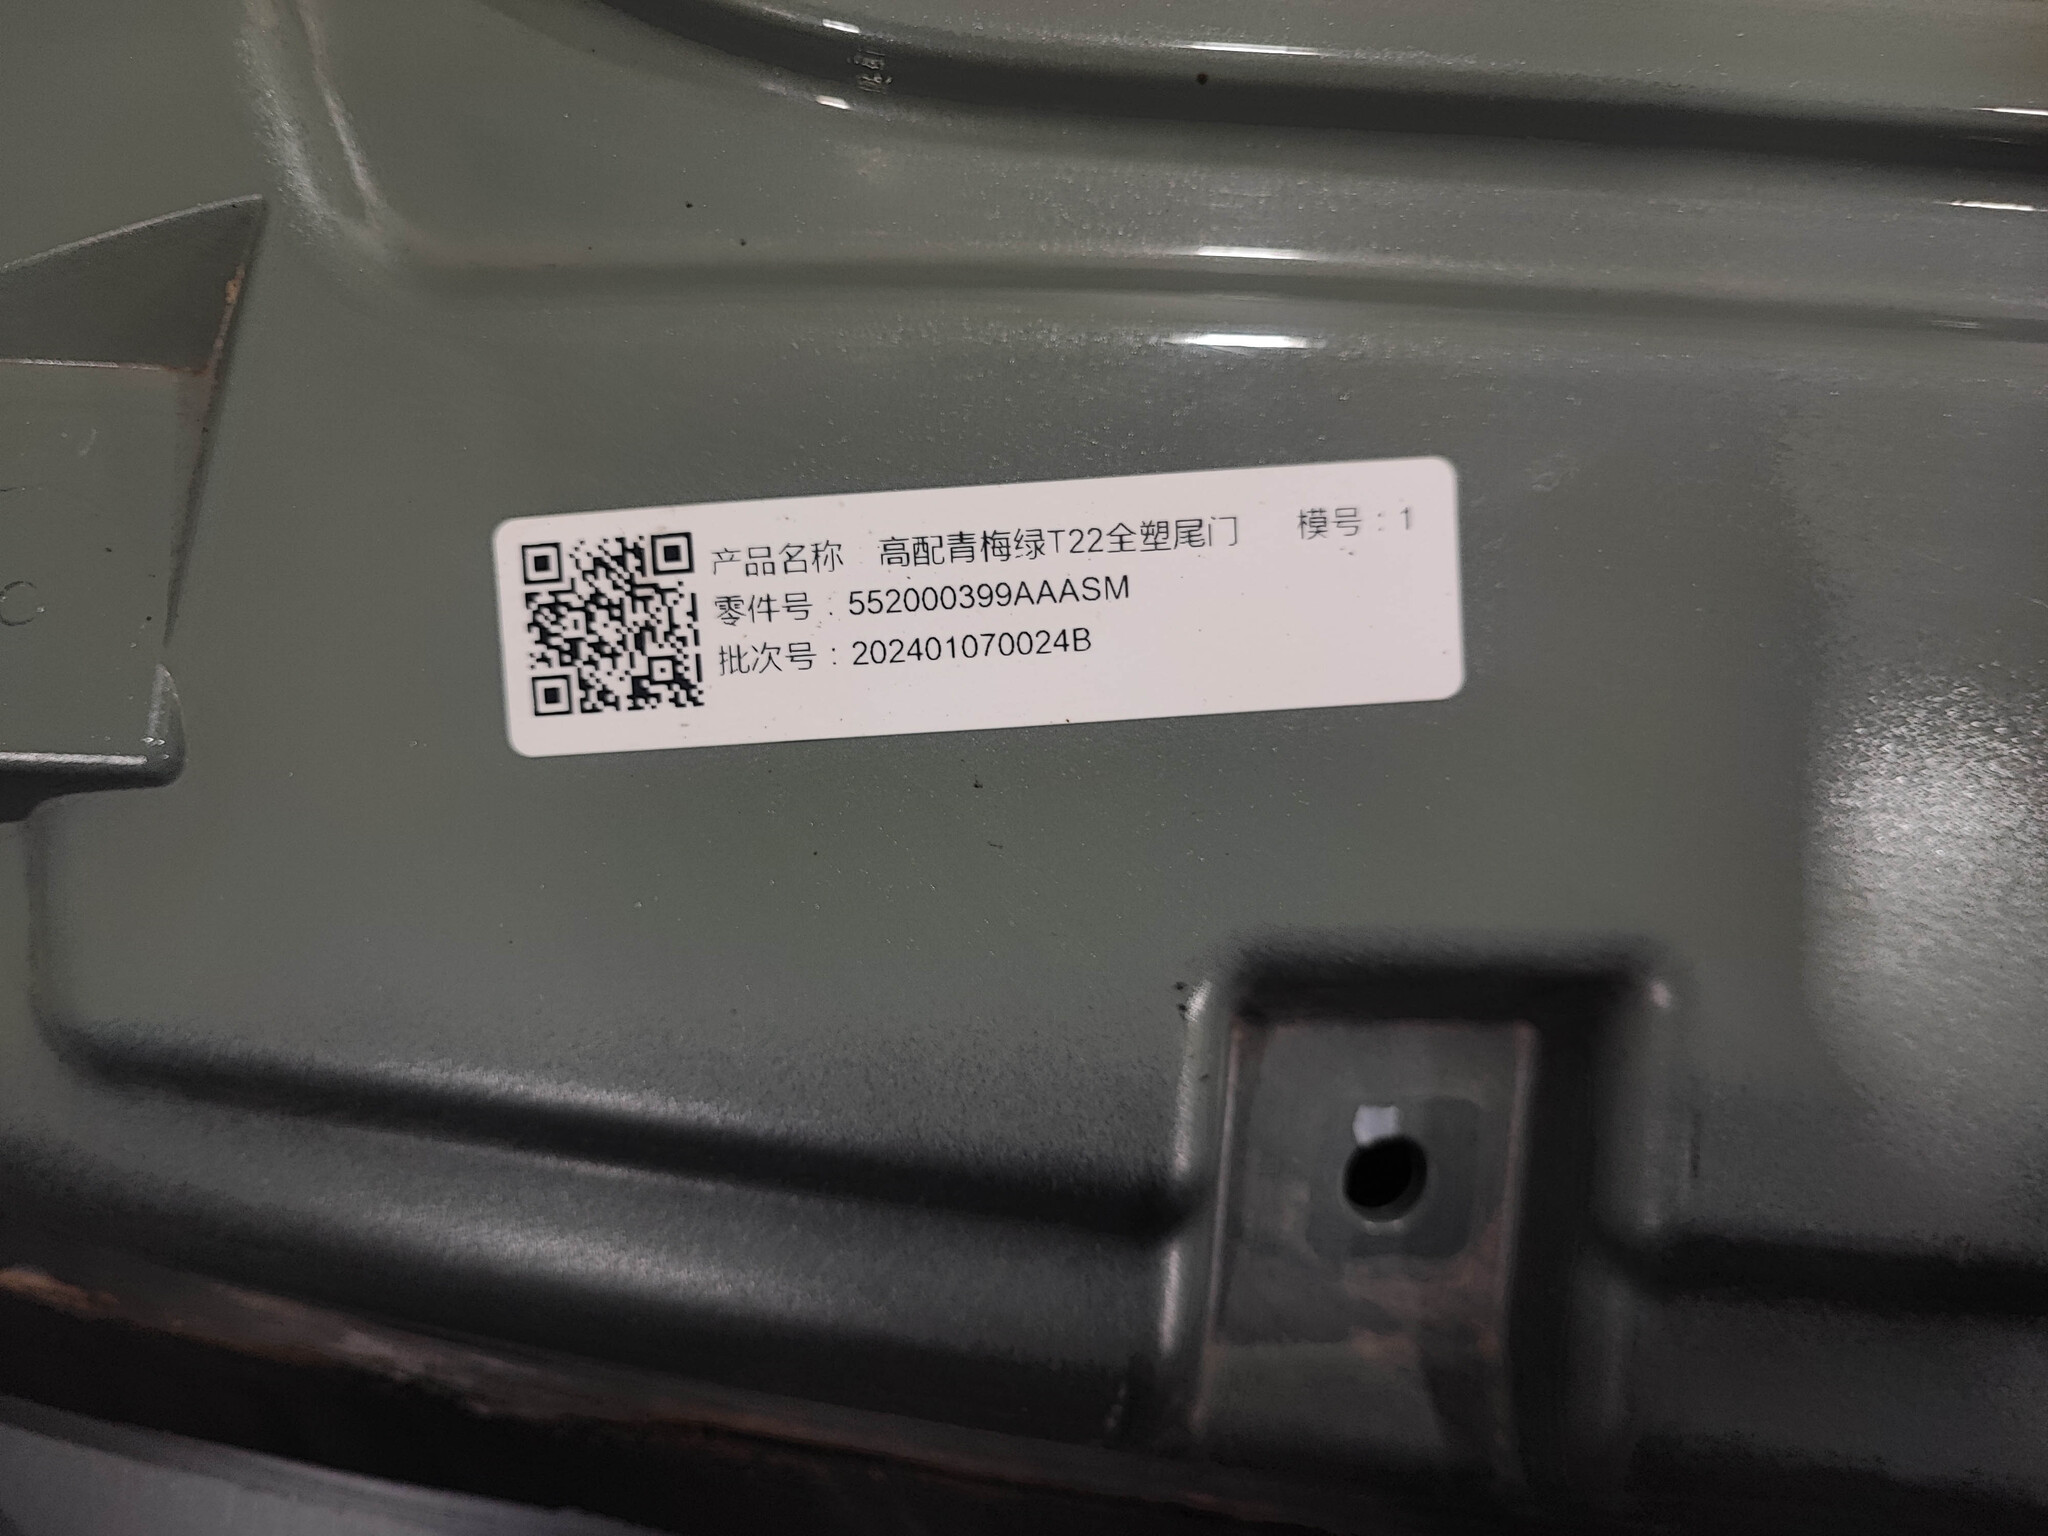 产品名称 高配青梅绿T22全塑尾门 模号:1
零件号:552000399AAASM
批次号:202401070024B